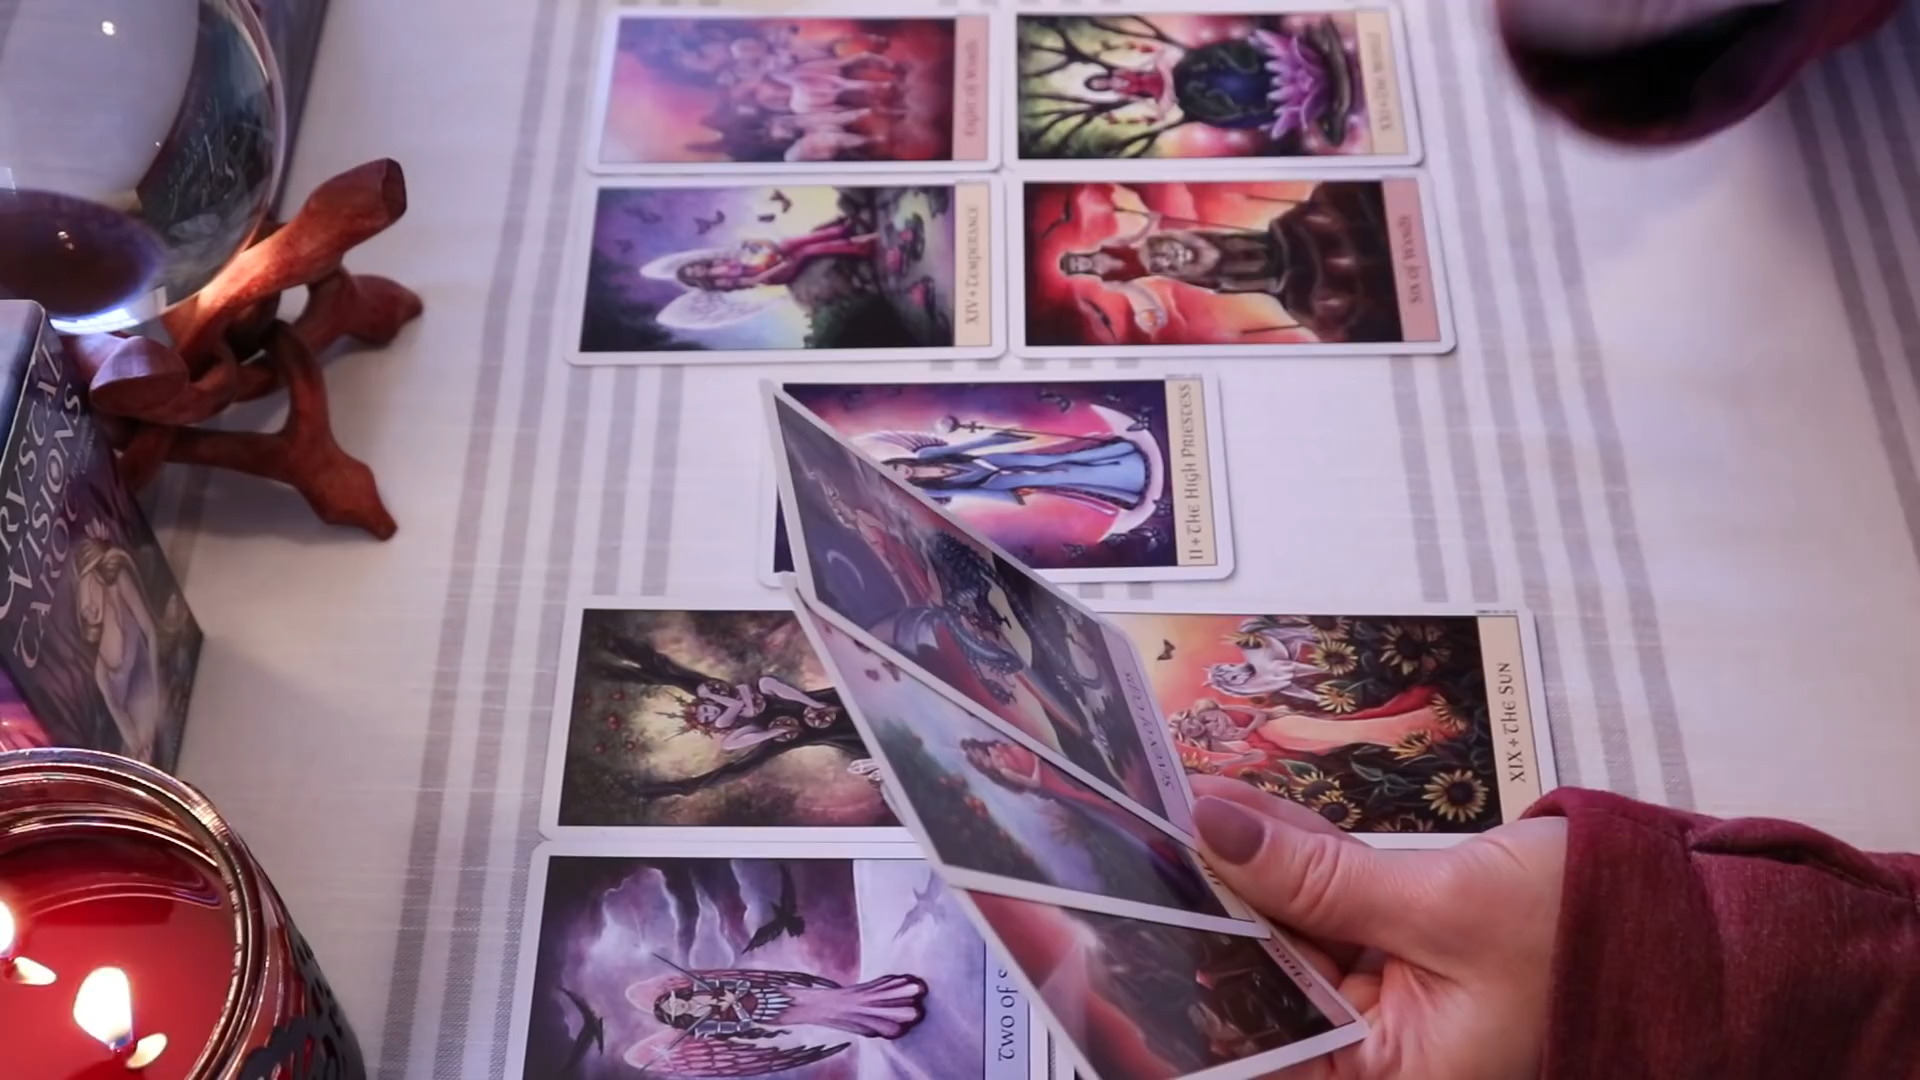 Eight of Wands
XXI + The World
XIV + Temperance
Six of Wands
II + The High Priestess
CRYSTAL
VISIONS
TAROT
XIX + The Sun
Two of S